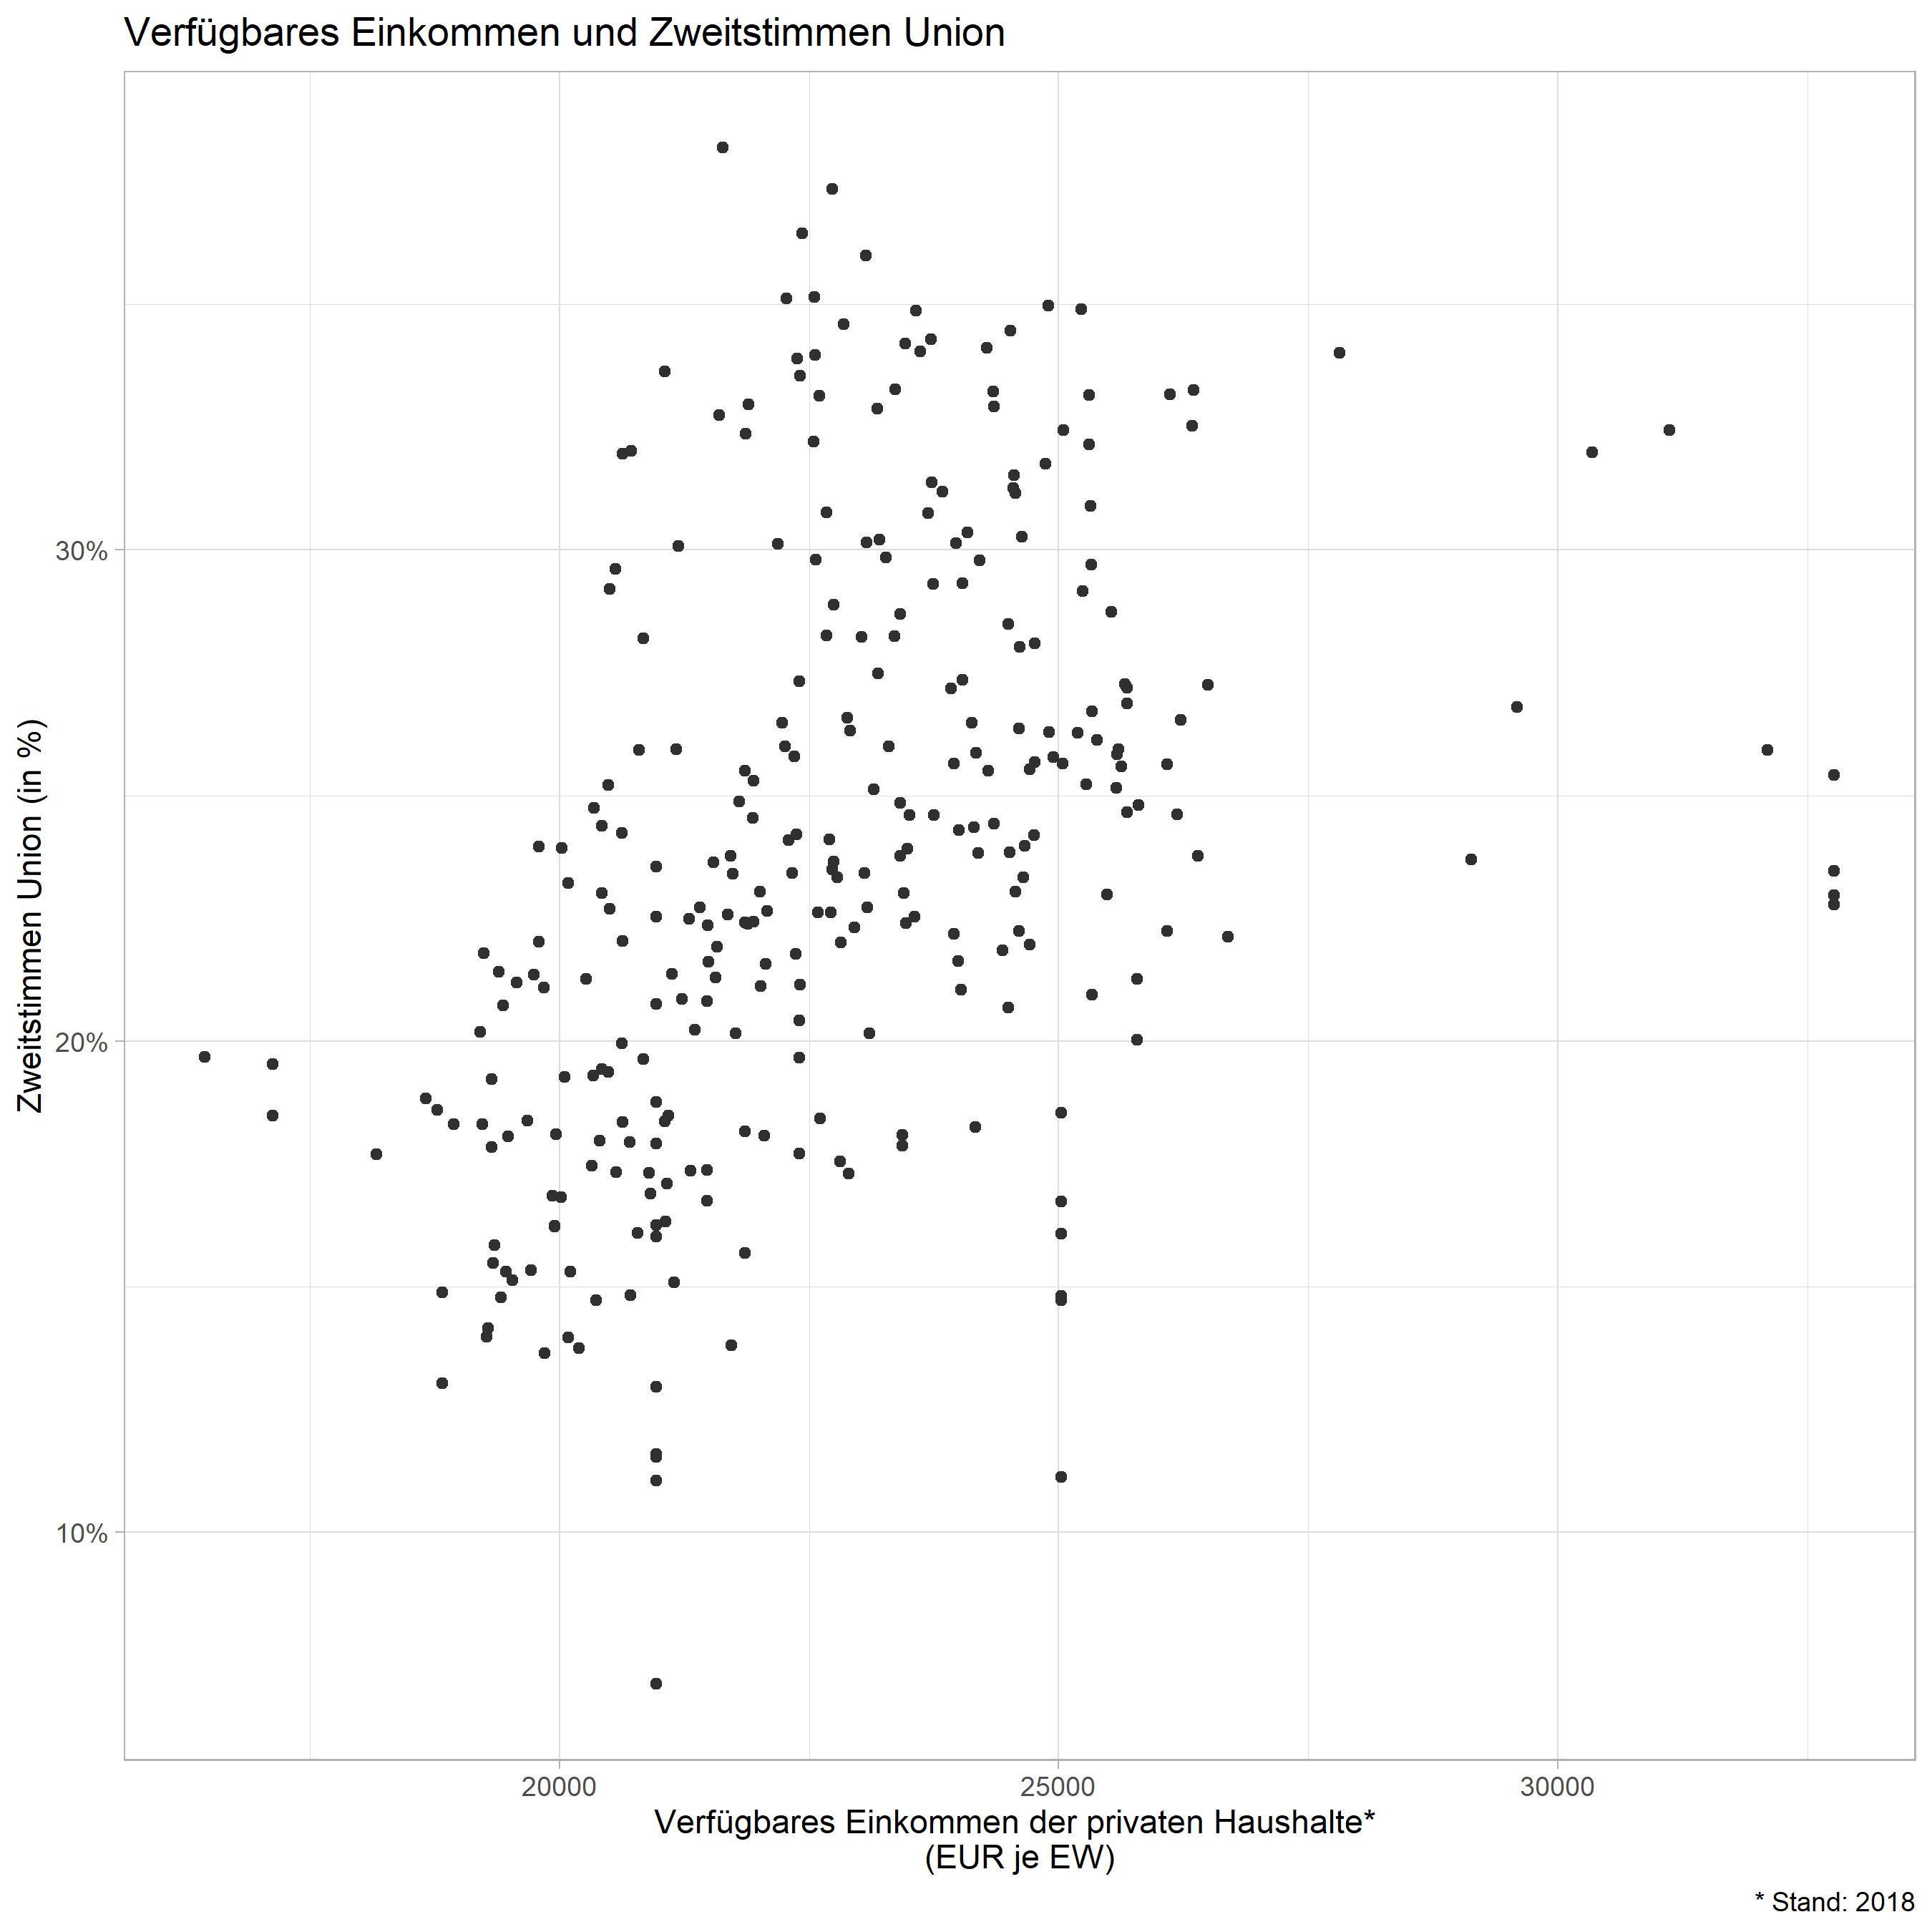 Verfügbares Einkommen und Zweitstimmen Union
Zweitstimmen Union (in %)
30%
20%
10%
20000
25000
30000
Verfügbares Einkommen der privaten Haushalte*
(EUR je EW)
* Stand: 2018